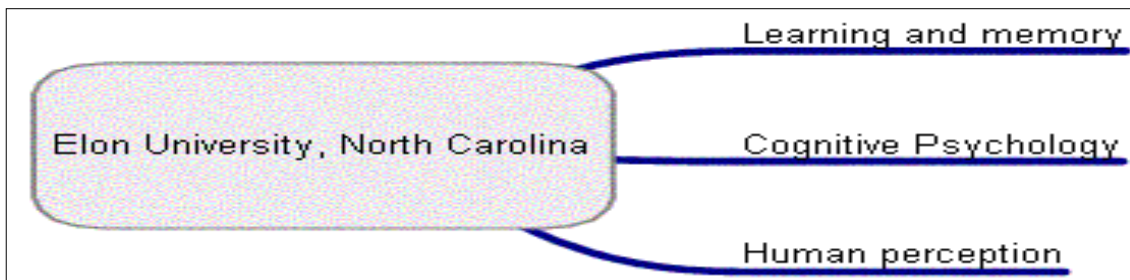 Learning and memory
Elon University, North Carolina
Cognitive Psychology
Human perception